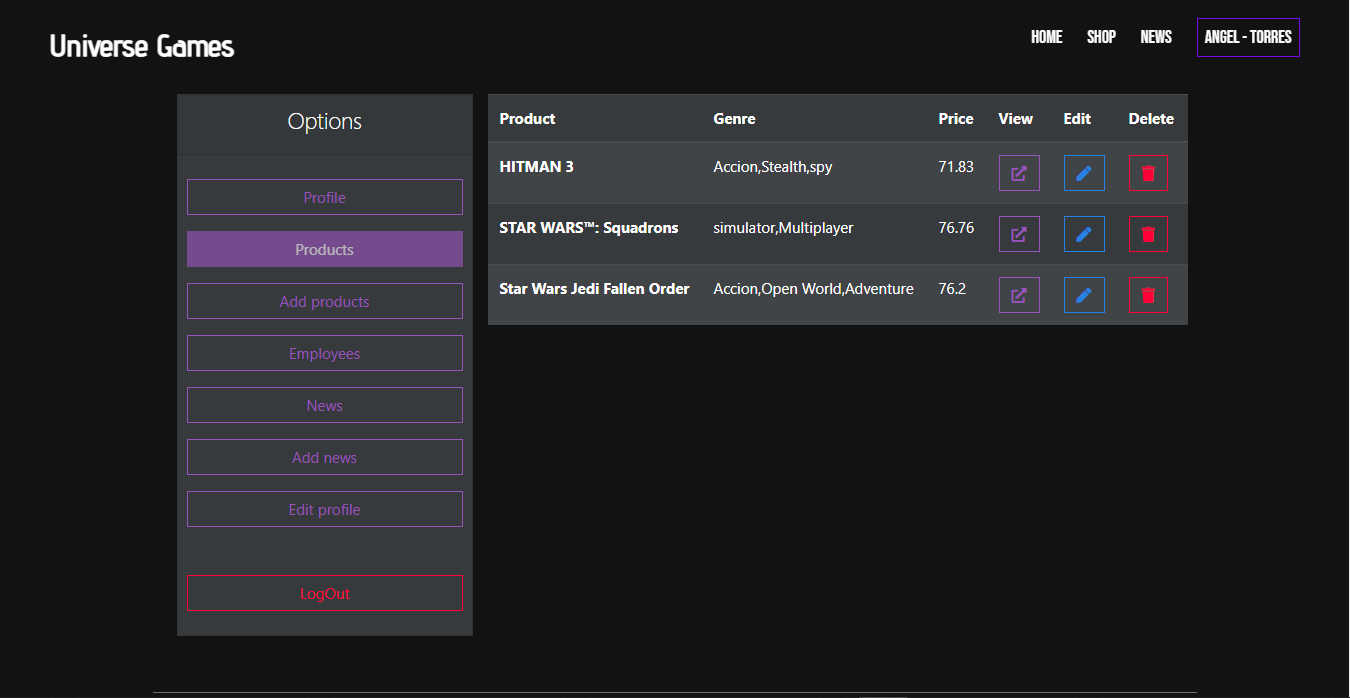 Universe Games
HOME SHOP NEWS ANGEL - TORRES
Options
Profile
Products
Add products
Employees
News
Add news
Edit profile
LogOut
Product Genre Price View Edit Delete
HITMAN 3 Accion,Stealth,spy 71.83
STAR WARS™: Squadrons simulator,Multiplayer 76.76
Star Wars Jedi Fallen Order Accion,Open World,Adventure 76.2